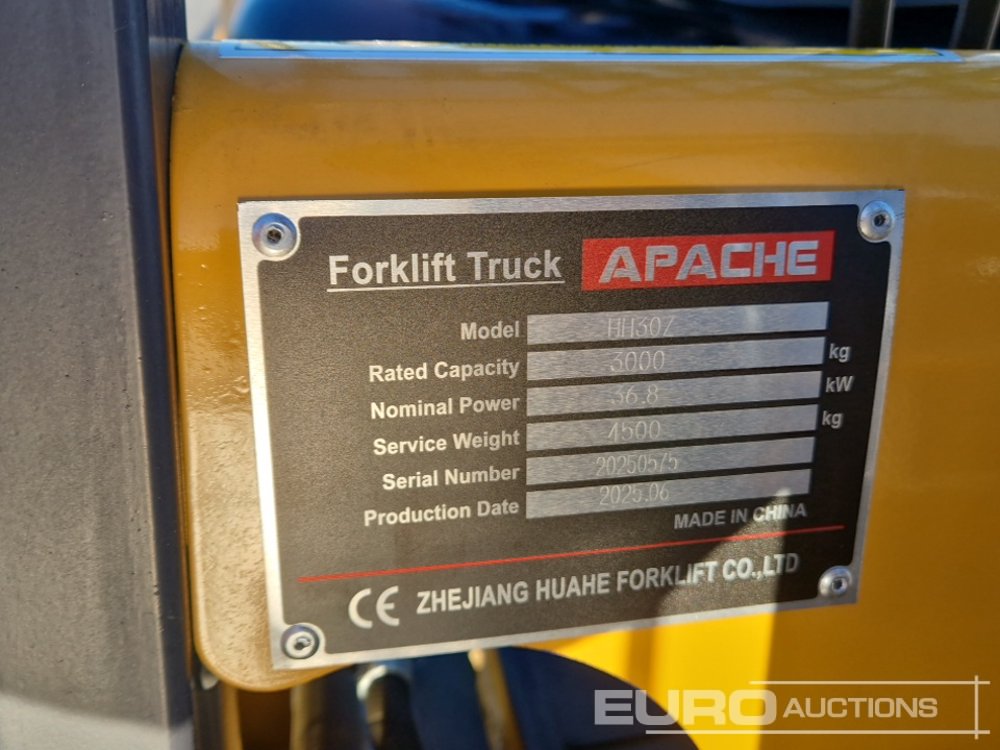 Forklift Truck APACHE
Model HH30Z
Rated Capacity 3000 kg
Nominal Power 36.8 kW
Service Weight 4500 kg
Serial Number 20250575
Production Date 2025.06
MADE IN CHINA
CE ZHEJIANG HUAHE FORKLIFT CO.,LTD
EURO AUCTIONS